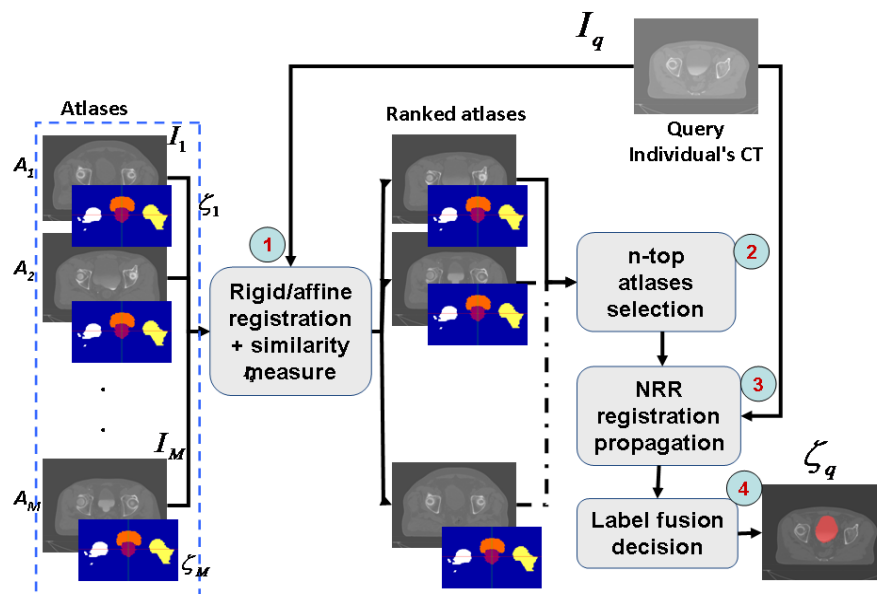 I_q
Atlases
Ranked atlases
Query
Individual's CT
I_1
A_1
ζ_1
1
A_2
Rigid/affine
registration
+ similarity
measure
2
n-top
atlases
selection
3
NRR
registration
propagation
.
.
I_M
A_M
ζ_M
ζ_q
4
Label fusion
decision